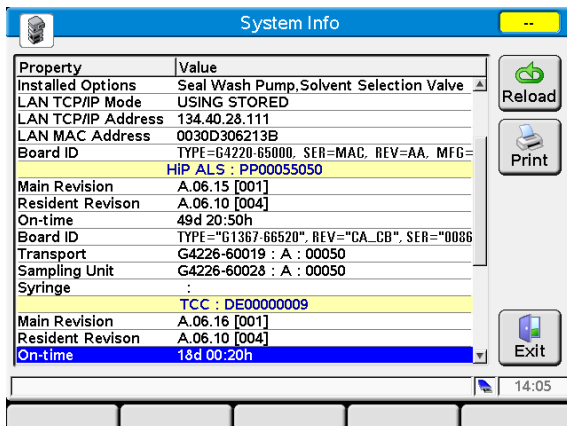 System Info
--
Property Value
Installed Options Seal Wash Pump,Solvent Selection Valve
LAN TCP/IP Mode USING STORED
LAN TCP/IP Address 134.40.28.111
LAN MAC Address 0030D306213B
Board ID TYPE=G4220-65000, SER=MAC, REV=AA, MFG=
HiP ALS : PP00055050
Main Revision A.06.15 [001]
Resident Revison A.06.10 [004]
On-time 49d 20:50h
Board ID TYPE="G1367-66520", REV="CA_CB", SER="0086
Transport G4226-60019 : A : 00050
Sampling Unit G4226-60028 : A : 00050
Syringe :
TCC : DE00000009
Main Revision A.06.16 [001]
Resident Revison A.06.10 [004]
On-time 18d 00:20h
Reload
Print
Exit
14:05